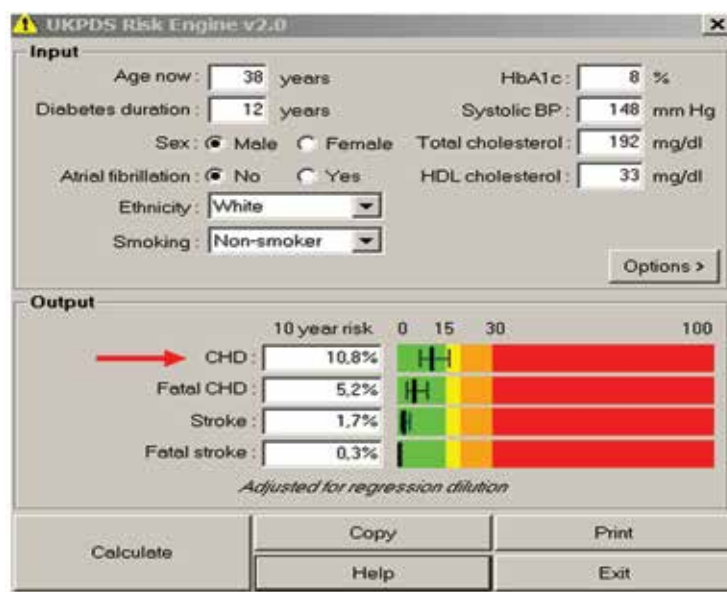 UKPDS Risk Engine v2.0
Input
Age now : 38 years HbA1c : 8 %
Diabetes duration : 12 years Systolic BP : 148 mm Hg
Sex : Male Female Total cholesterol : 192 mg/dl
Atrial fibrillation : No Yes HDL cholesterol : 33 mg/dl
Ethnicity : White
Smoking : Non-smoker
Options >
Output
10 year risk 0 15 30 100
CHD : 10,8%
Fatal CHD : 5,2%
Stroke : 1,7%
Fatal stroke : 0,3%
Adjusted for regression dilution
Calculate Copy Print
Help Exit